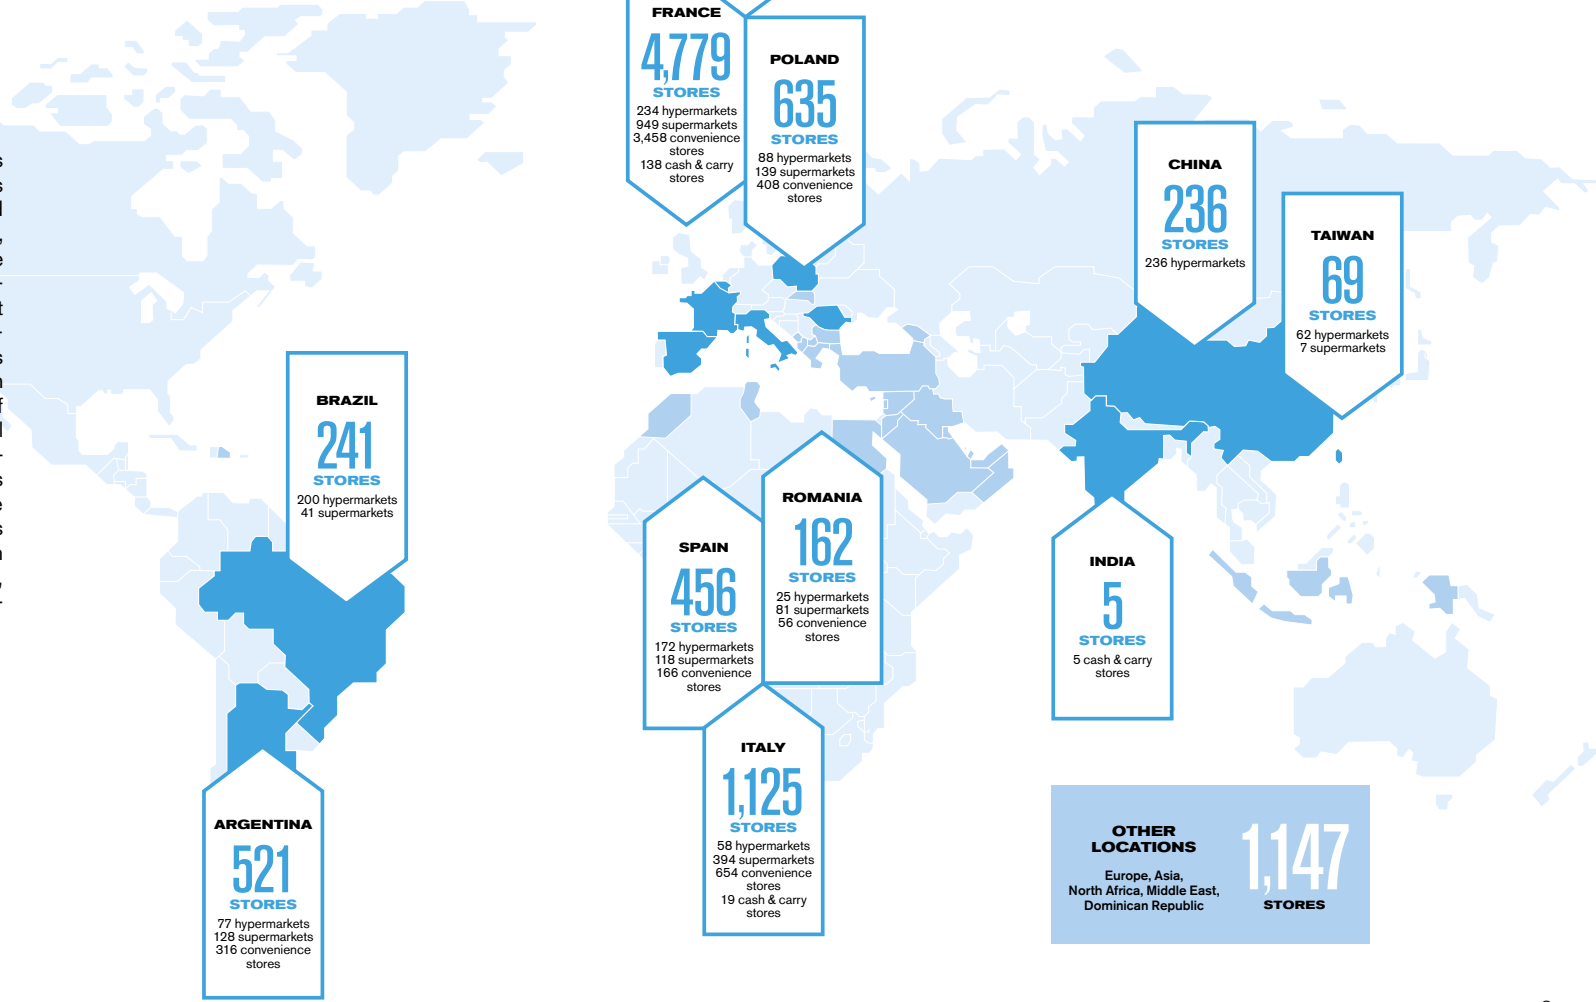 FRANCE
4,779
STORES
234 hypermarkets
949 supermarkets
3,458 convenience
stores
138 cash & carry
stores
POLAND
635
STORES
88 hypermarkets
139 supermarkets
408 convenience
stores
CHINA
236
STORES
236 hypermarkets
TAIWAN
69
STORES
62 hypermarkets
7 supermarkets
BRAZIL
241
STORES
200 hypermarkets
41 supermarkets
ROMANIA
162
STORES
25 hypermarkets
81 supermarkets
56 convenience
stores
SPAIN
456
STORES
172 hypermarkets
118 supermarkets
166 convenience
stores
INDIA
5
STORES
5 cash & carry
stores
ITALY
1,125
STORES
58 hypermarkets
394 supermarkets
654 convenience
stores
19 cash & carry
stores
ARGENTINA
521
STORES
77 hypermarkets
128 supermarkets
316 convenience
stores
OTHER
LOCATIONS
Europe, Asia,
North Africa, Middle East,
Dominican Republic
1,147
STORES